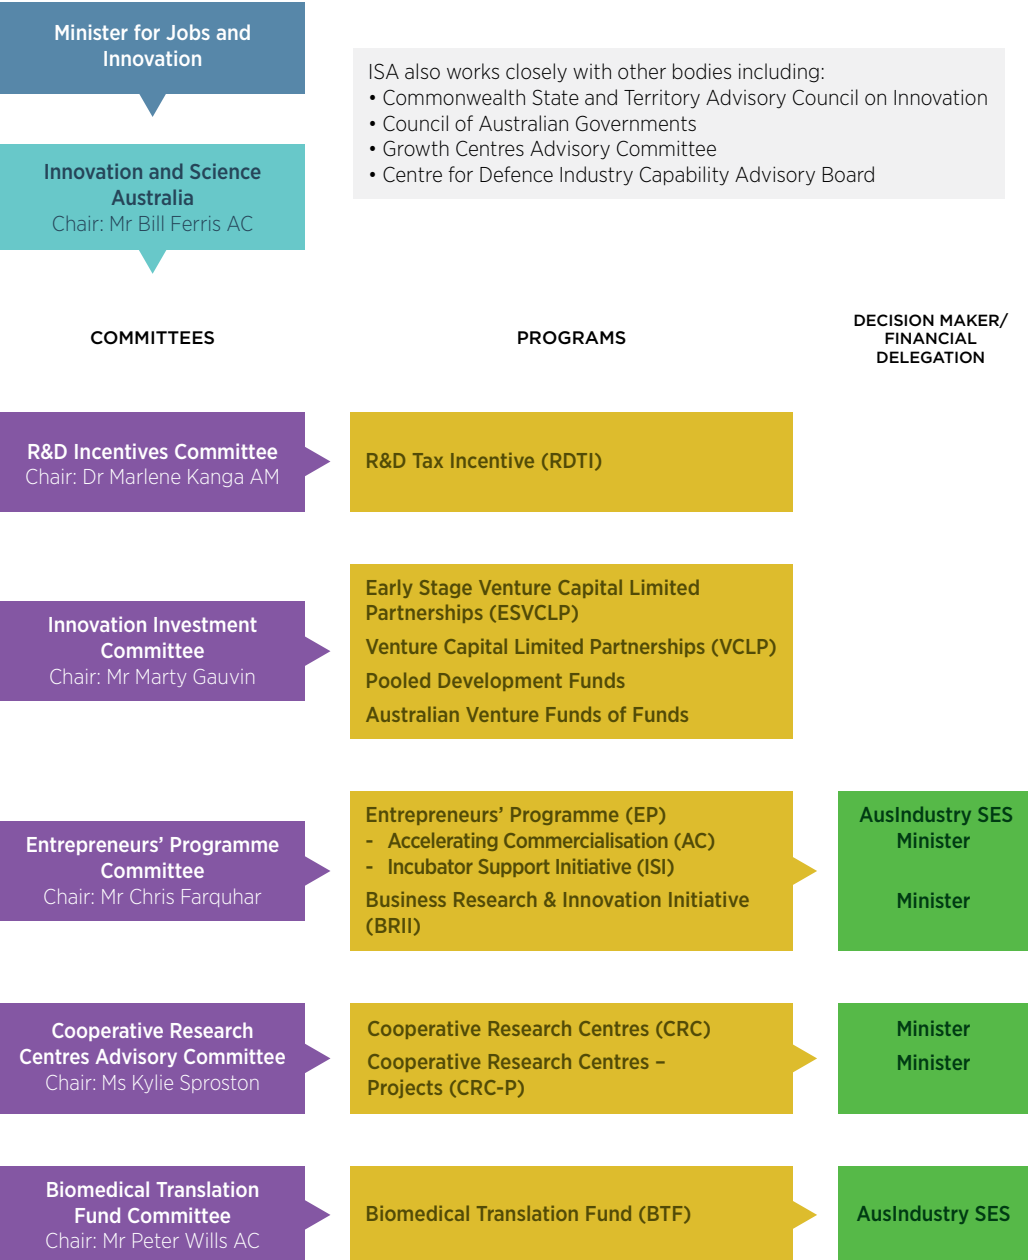 Minister for Jobs and
Innovation
ISA also works closely with other bodies including:
• Commonwealth State and Territory Advisory Council on Innovation
• Council of Australian Governments
• Growth Centres Advisory Committee
• Centre for Defence Industry Capability Advisory Board
Innovation and Science
Australia
Chair: Mr Bill Ferris AC
COMMITTEES
PROGRAMS
DECISION MAKER/
FINANCIAL
DELEGATION
R&D Incentives Committee
Chair: Dr Marlene Kanga AM
R&D Tax Incentive (RDTI)
Innovation Investment
Committee
Chair: Mr Marty Gauvin
Early Stage Venture Capital Limited
Partnerships (ESVCLP)
Venture Capital Limited Partnerships (VCLP)
Pooled Development Funds
Australian Venture Funds of Funds
Entrepreneurs’ Programme
Committee
Chair: Mr Chris Farquhar
Entrepreneurs’ Programme (EP)
- Accelerating Commercialisation (AC)
- Incubator Support Initiative (ISI)
Business Research & Innovation Initiative
(BRII)
AusIndustry SES
Minister
Minister
Cooperative Research
Centres Advisory Committee
Chair: Ms Kylie Sproston
Cooperative Research Centres (CRC)
Cooperative Research Centres –
Projects (CRC-P)
Minister
Minister
Biomedical Translation
Fund Committee
Chair: Mr Peter Wills AC
Biomedical Translation Fund (BTF)
AusIndustry SES